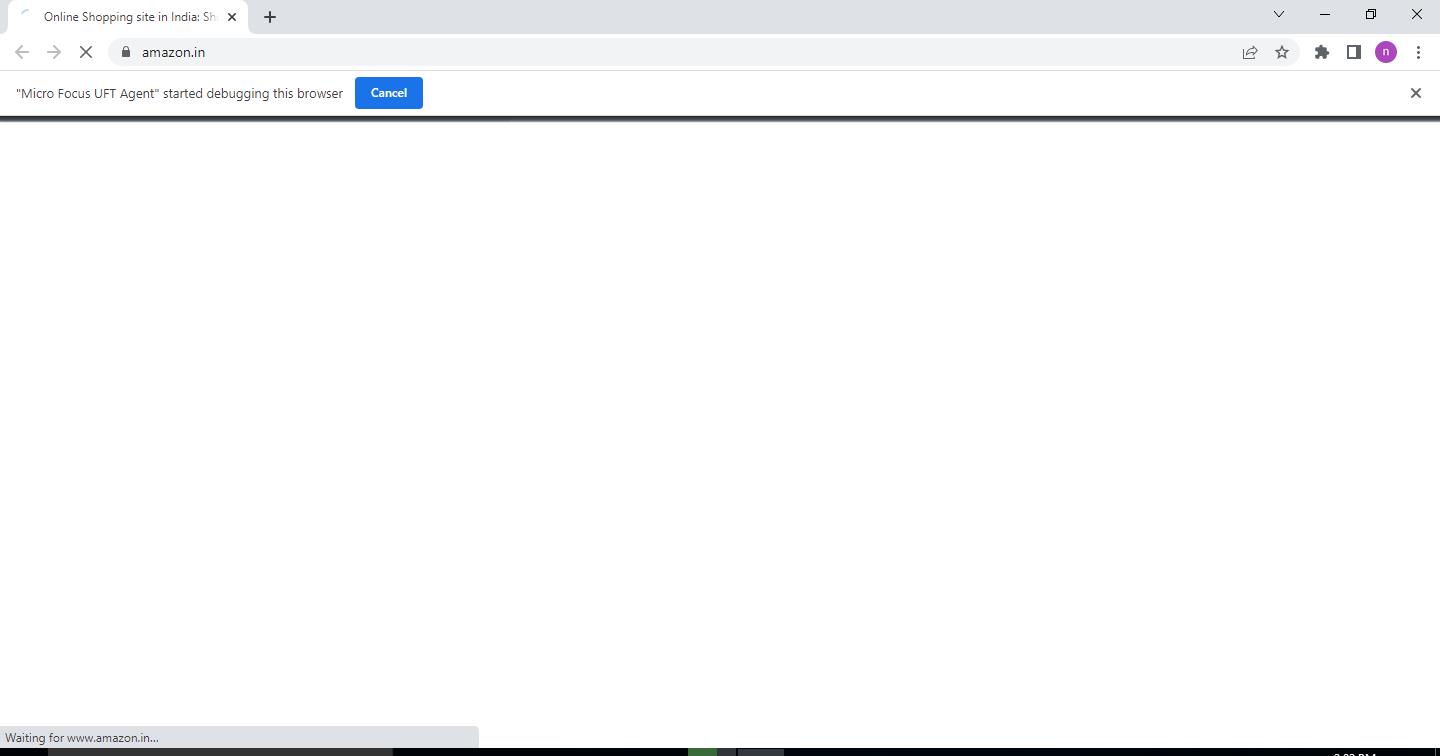 Online Shopping site in India: Sh
amazon.in
n
"Micro Focus UFT Agent" started debugging this browser
Cancel
Waiting for www.amazon.in...